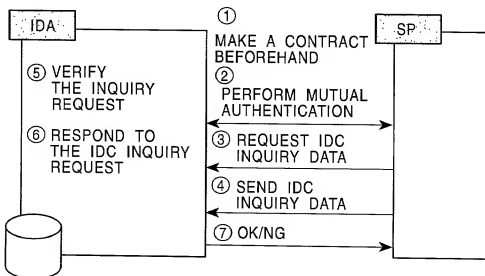 IDA
SP
① MAKE A CONTRACT
BEFOREHAND
② PERFORM MUTUAL
AUTHENTICATION
③ REQUEST IDC
INQUIRY DATA
④ SEND IDC
INQUIRY DATA
⑤ VERIFY
THE INQUIRY
REQUEST
⑥ RESPOND TO
THE IDC INQUIRY
REQUEST
⑦ OK/NG